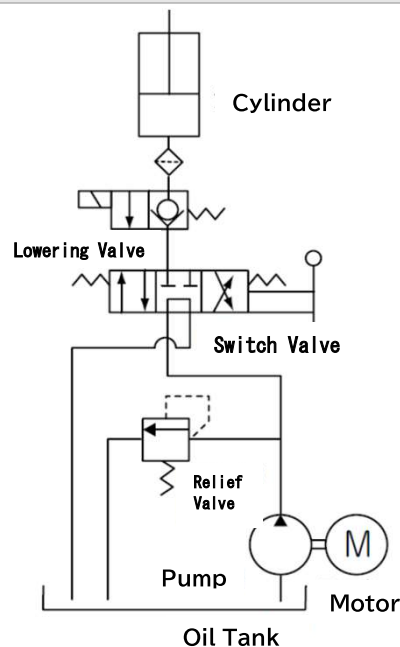 Cylinder
Lowering Valve
Switch Valve
Relief
Valve
M
Pump
Motor
Oil Tank